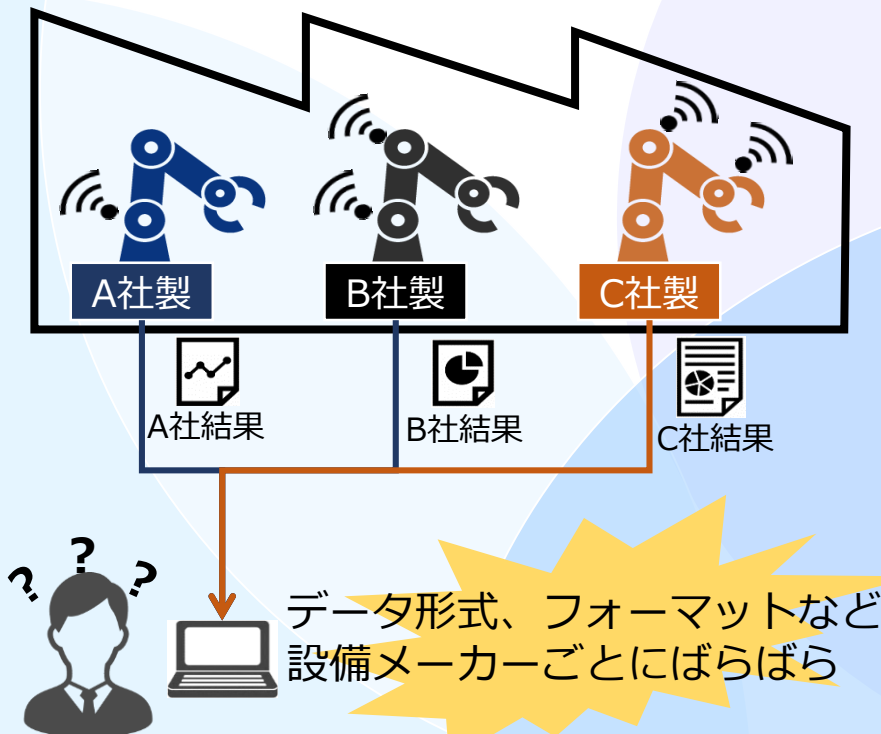 A社製
B社製
C社製
A社結果
B社結果
C社結果
? ? ?
データ形式、フォーマットなど
設備メーカーごとにばらばら